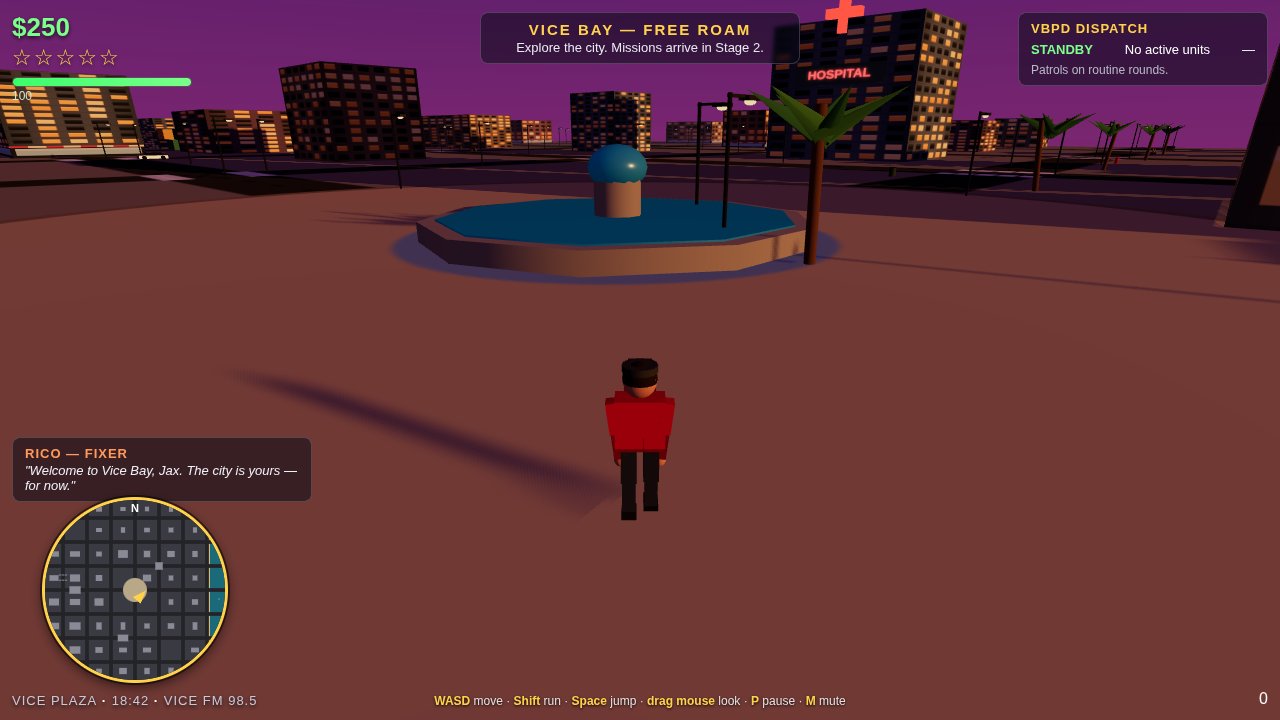 $250
☆☆☆☆☆
100
VICE BAY — FREE ROAM
Explore the city. Missions arrive in Stage 2.
VBPD DISPATCH
STANDBY No active units —
Patrols on routine rounds.
HOSPITAL
RICO — FIXER
"Welcome to Vice Bay, Jax. The city is yours —
for now."
N
VICE PLAZA • 18:42 • VICE FM 98.5
WASD move · Shift run · Space jump · drag mouse look · P pause · M mute
0